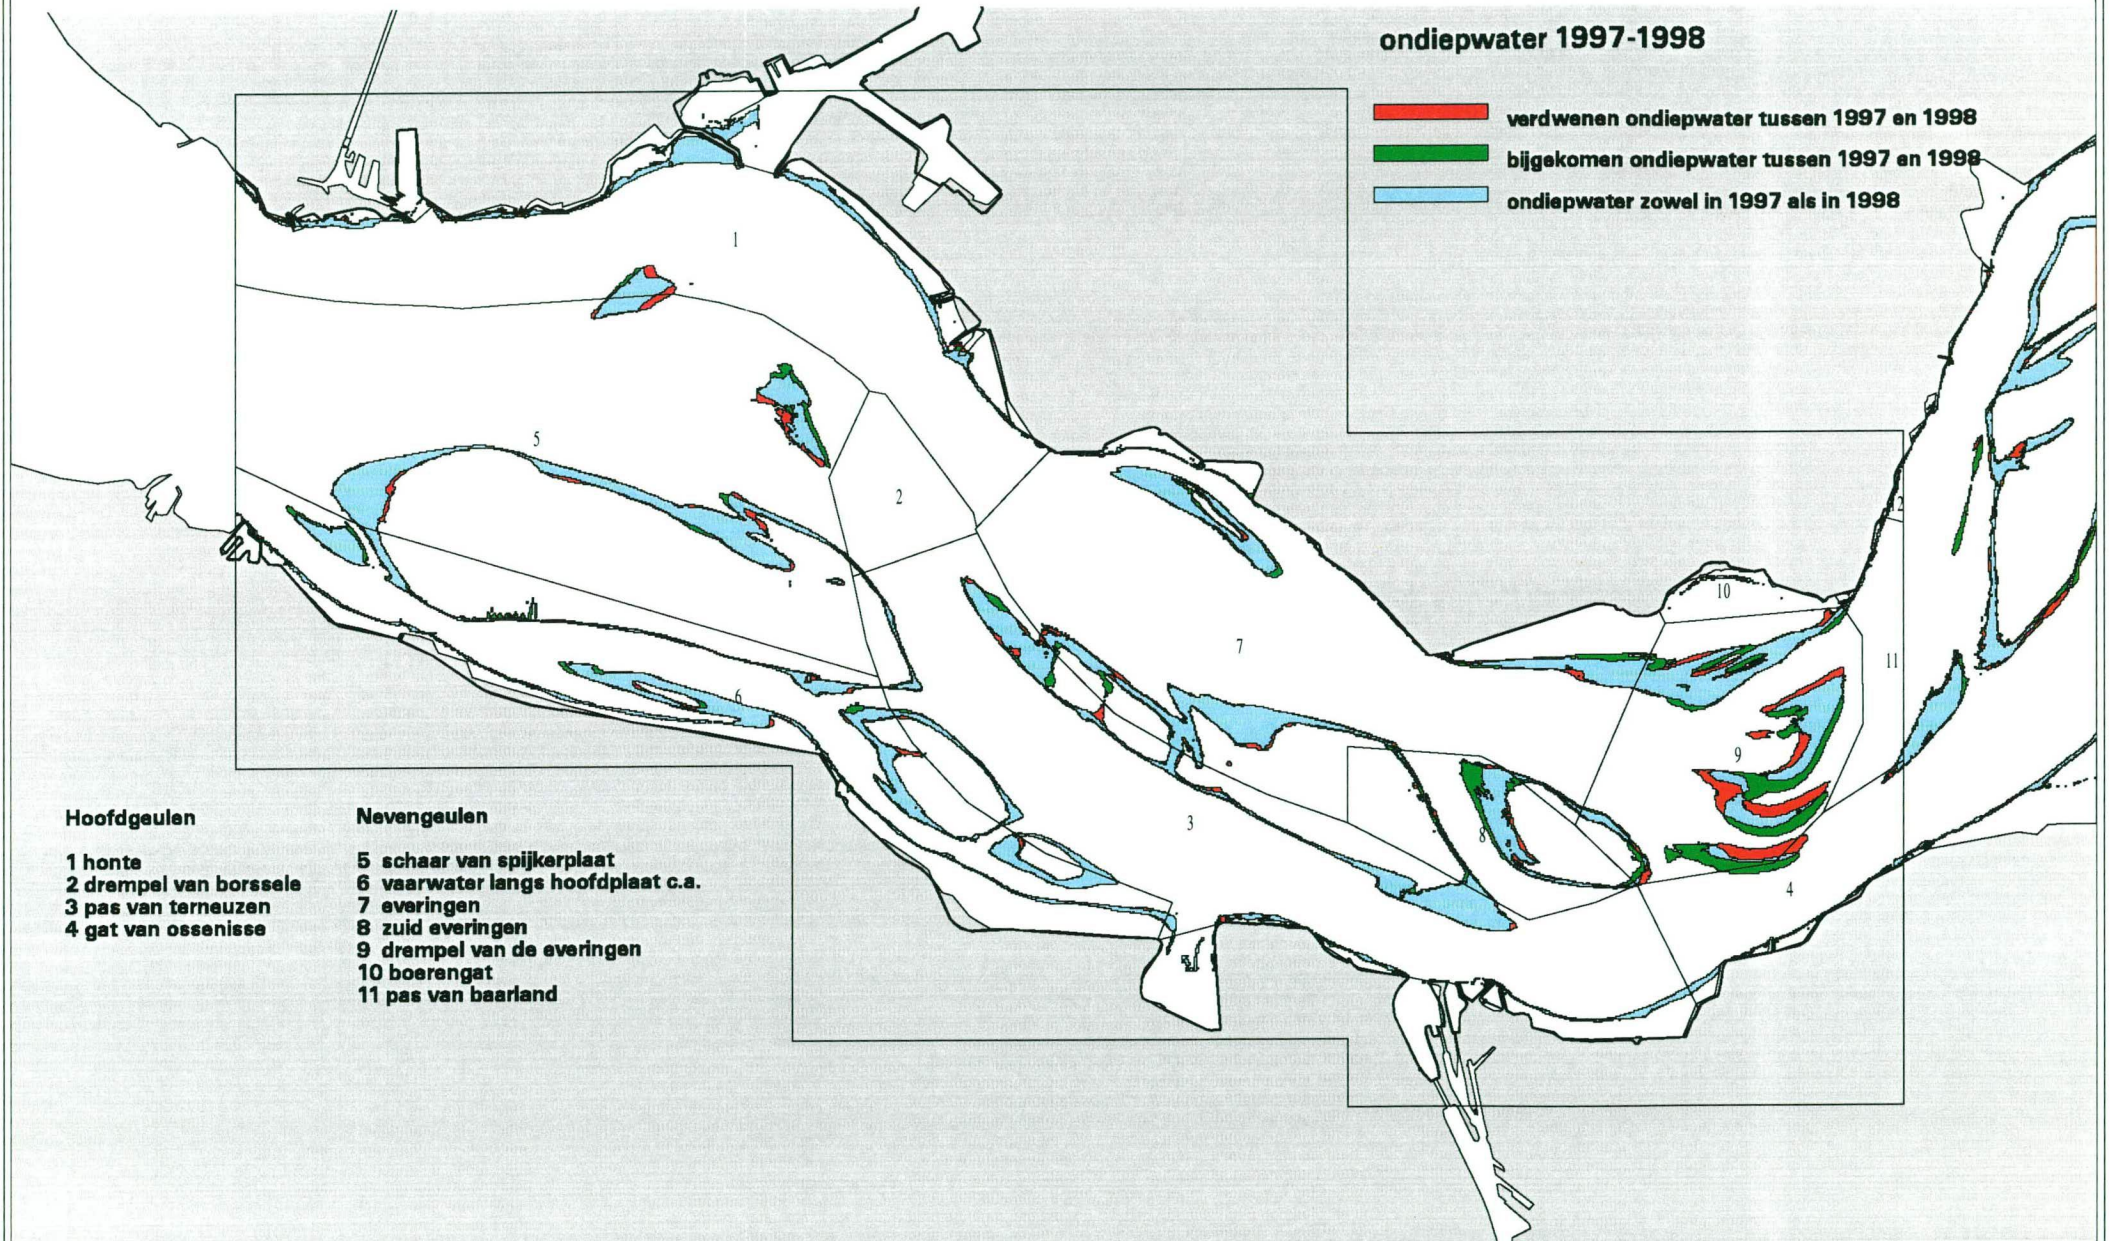 ondiepwater 1997-1998
verdwenen ondiepwater tussen 1997 en 1998
bijgekomen ondiepwater tussen 1997 en 1998
ondiepwater zowel in 1997 als in 1998
1
5
2
12
10
7
11
6
9
3
8
4
Hoofdgeulen
1 honte
2 drempel van borssele
3 pas van terneuzen
4 gat van ossenisse
Nevengeulen
5 schaar van spijkerplaat
6 vaarwater langs hoofdplaat c.a.
7 everingen
8 zuid everingen
9 drempel van de everingen
10 boerengat
11 pas van baarland